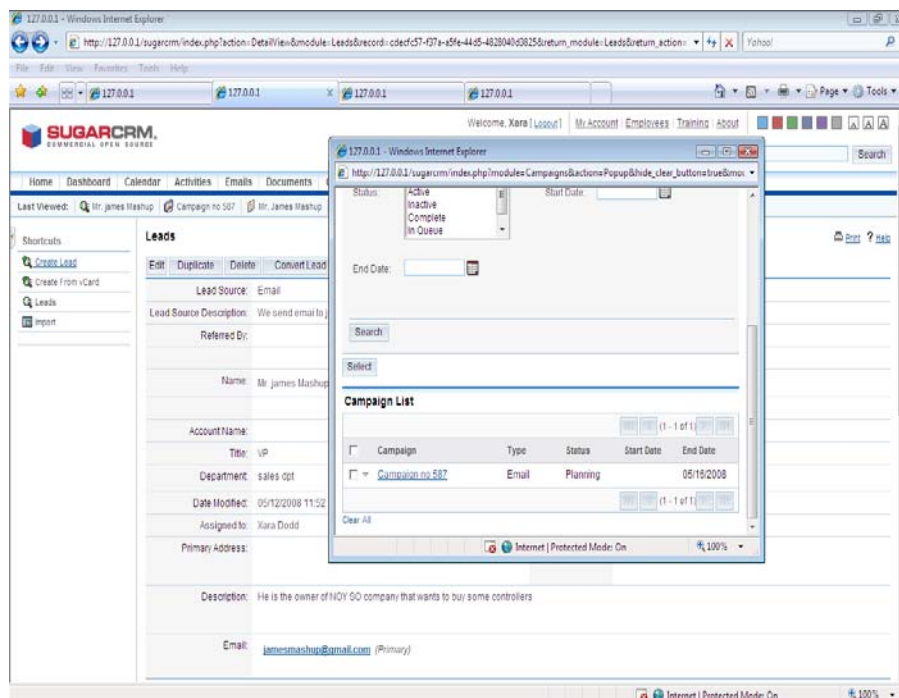 127.0.0.1 - Windows Internet Explorer
http://127.0.0.1/sugarcrm/index.php?action=DetailView&module=Leads&record=cdecfc57-f37a-a5fe-44d5-4828040d3825&return_module=Leads&return_action=
Yahoo!
File Edit View Favorites Tools Help
127.0.0.1 127.0.0.1 127.0.0.1 127.0.0.1 Page Tools
SUGARCRM.
COMMERCIAL OPEN SOURCE
Welcome, Xara [Logout] My Account Employees Training About A A A
Search
Home Dashboard Calendar Activities Emails Documents
Last Viewed: Mr. james Mashup Campaign no 587 Mr. James Mashup
Shortcuts
Create Lead
Create From vCard
Leads
Import
Leads
Print ? Help
Edit Duplicate Delete Convert Lead
Lead Source: Email
Lead Source Description: We send email to j
Referred By:
Name: Mr. james Mashup
Account Name:
Title: VP
Department: sales dpt
Date Modified: 05/12/2008 11:52
Assigned to: Xara Dodd
Primary Address:
Description: He is the owner of NOY SO company that wants to buy some controllers
Email: jamesmashup@gmail.com (Primary)
127.0.0.1 - Windows Internet Explorer
http://127.0.0.1/sugarcrm/index.php?module=Campaigns&action=Popup&hide_clear_button=true&mod
Status: Active Start Date:
Inactive
Complete
In Queue
End Date:
Search
Select
Campaign List
(1 - 1 of 1)
Campaign Type Status Start Date End Date
Campaign no 587 Email Planning 05/16/2008
(1 - 1 of 1)
Clear All
Internet | Protected Mode: On 100%
Internet | Protected Mode: On 100%